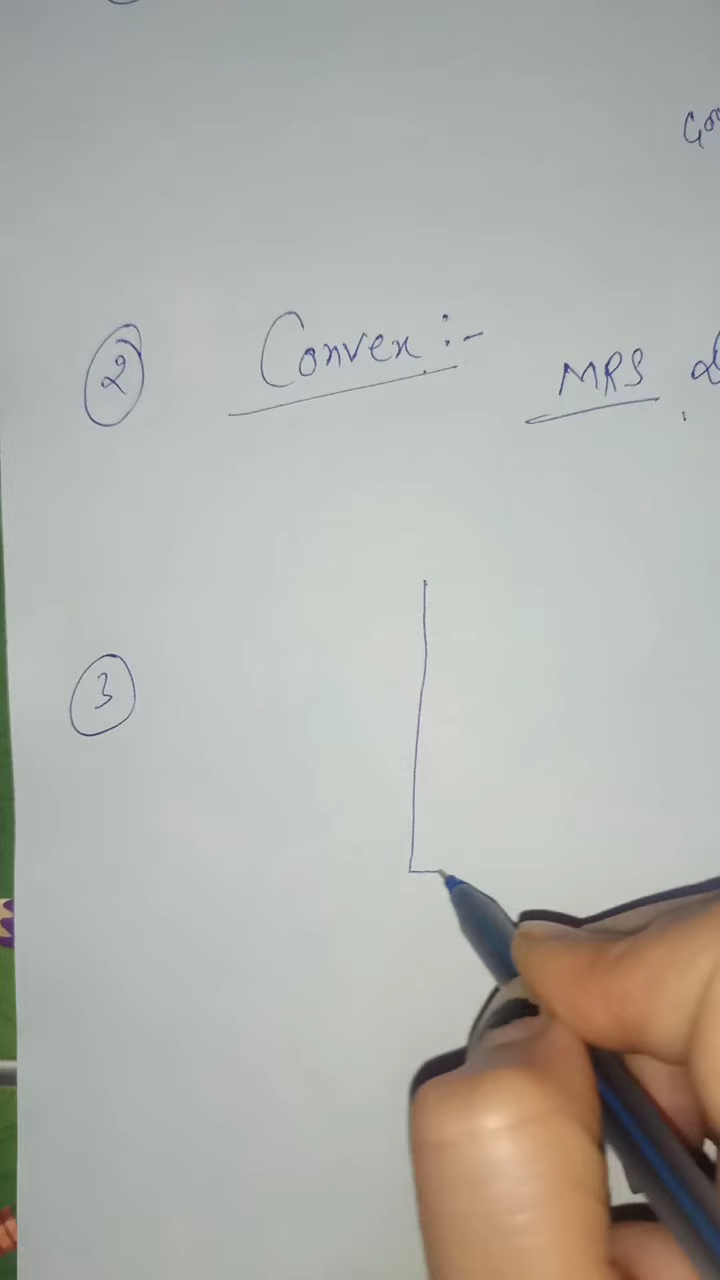 ② Convex :-
MRS
③